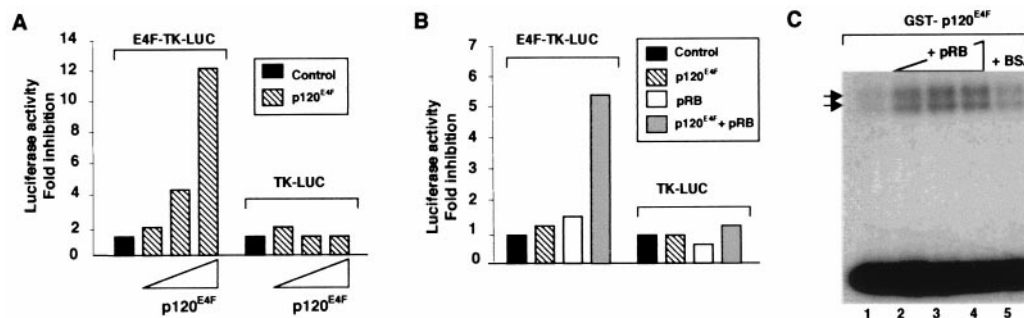 A
Luciferase activity
Fold inhibition
14
12
10
8
6
4
2
0
E4F-TK-LUC
Control
p120E4F
TK-LUC
p120E4F
p120E4F
B
Luciferase activity
Fold inhibition
7
6
5
4
3
2
1
0
E4F-TK-LUC
Control
p120E4F
pRB
p120E4F + pRB
TK-LUC
C
GST- p120E4F
+ pRB
+ BS
1 2 3 4 5